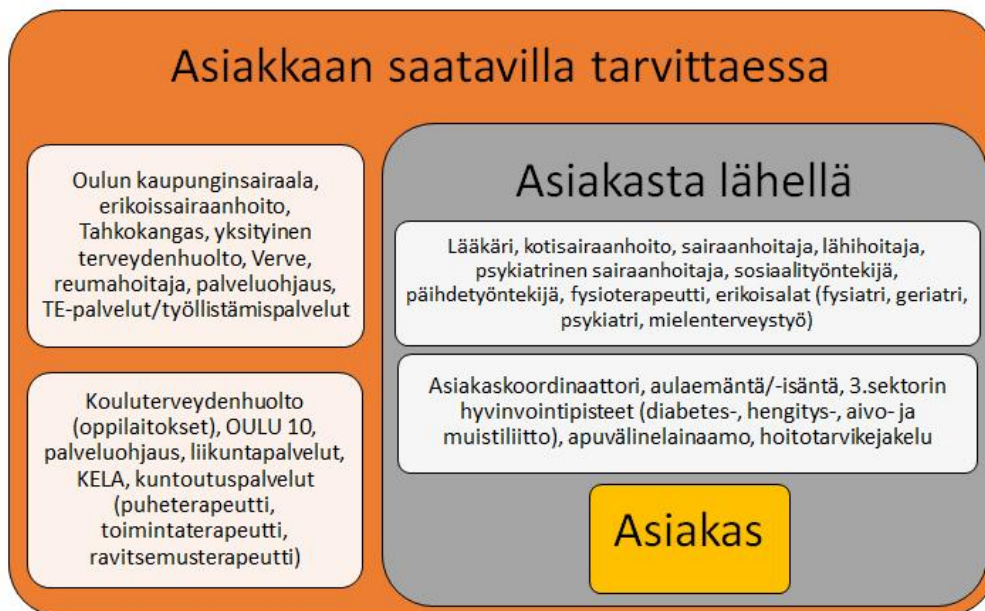 Asiakkaan saatavilla tarvittaessa
Oulun kaupunginsairaala,
erikoissairaanhoito,
Tahkokangas, yksityinen
terveydenhuolto, Verve,
reumahoitaja, palveluohjaus,
TE-palvelut/työllistämispalvelut
Kouluterveydenhuolto
(oppilaitokset), OULU 10,
palveluohjaus, liikuntapalvelut,
KELA, kuntoutuspalvelut
(puheterapeutti,
toimintaterapeutti,
ravitsemusterapeutti)
Asiakasta lähellä
Lääkäri, kotisairaanhoito, sairaanhoitaja, lähihoitaja,
psykiatrinen sairaanhoitaja, sosiaalityöntekijä,
päihdetyöntekijä, fysioterapeutti, erikoisalat (fysiatri, geriatri,
psykiatri, mielenterveystyö)
Asiakaskoordinaattori, aulaemäntä/-isäntä, 3.sektorin
hyvinvointipisteet (diabetes-, hengitys-, aivo- ja
muistiliitto), apuvälinelainaamo, hoitotarvikejakelu
Asiakas